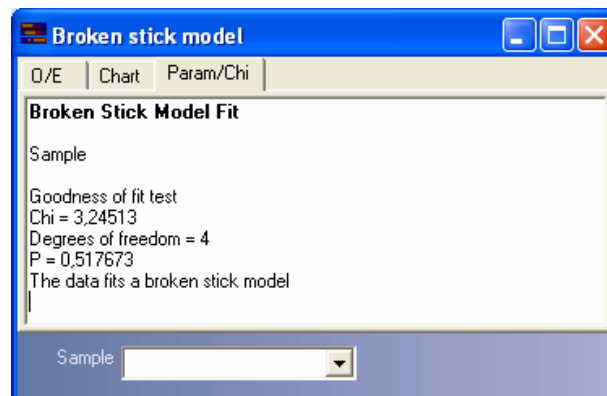 Broken stick model
O/E Chart Param/Chi
Broken Stick Model Fit
Sample
Goodness of fit test
Chi = 3,24513
Degrees of freedom = 4
P = 0,517673
The data fits a broken stick model
Sample